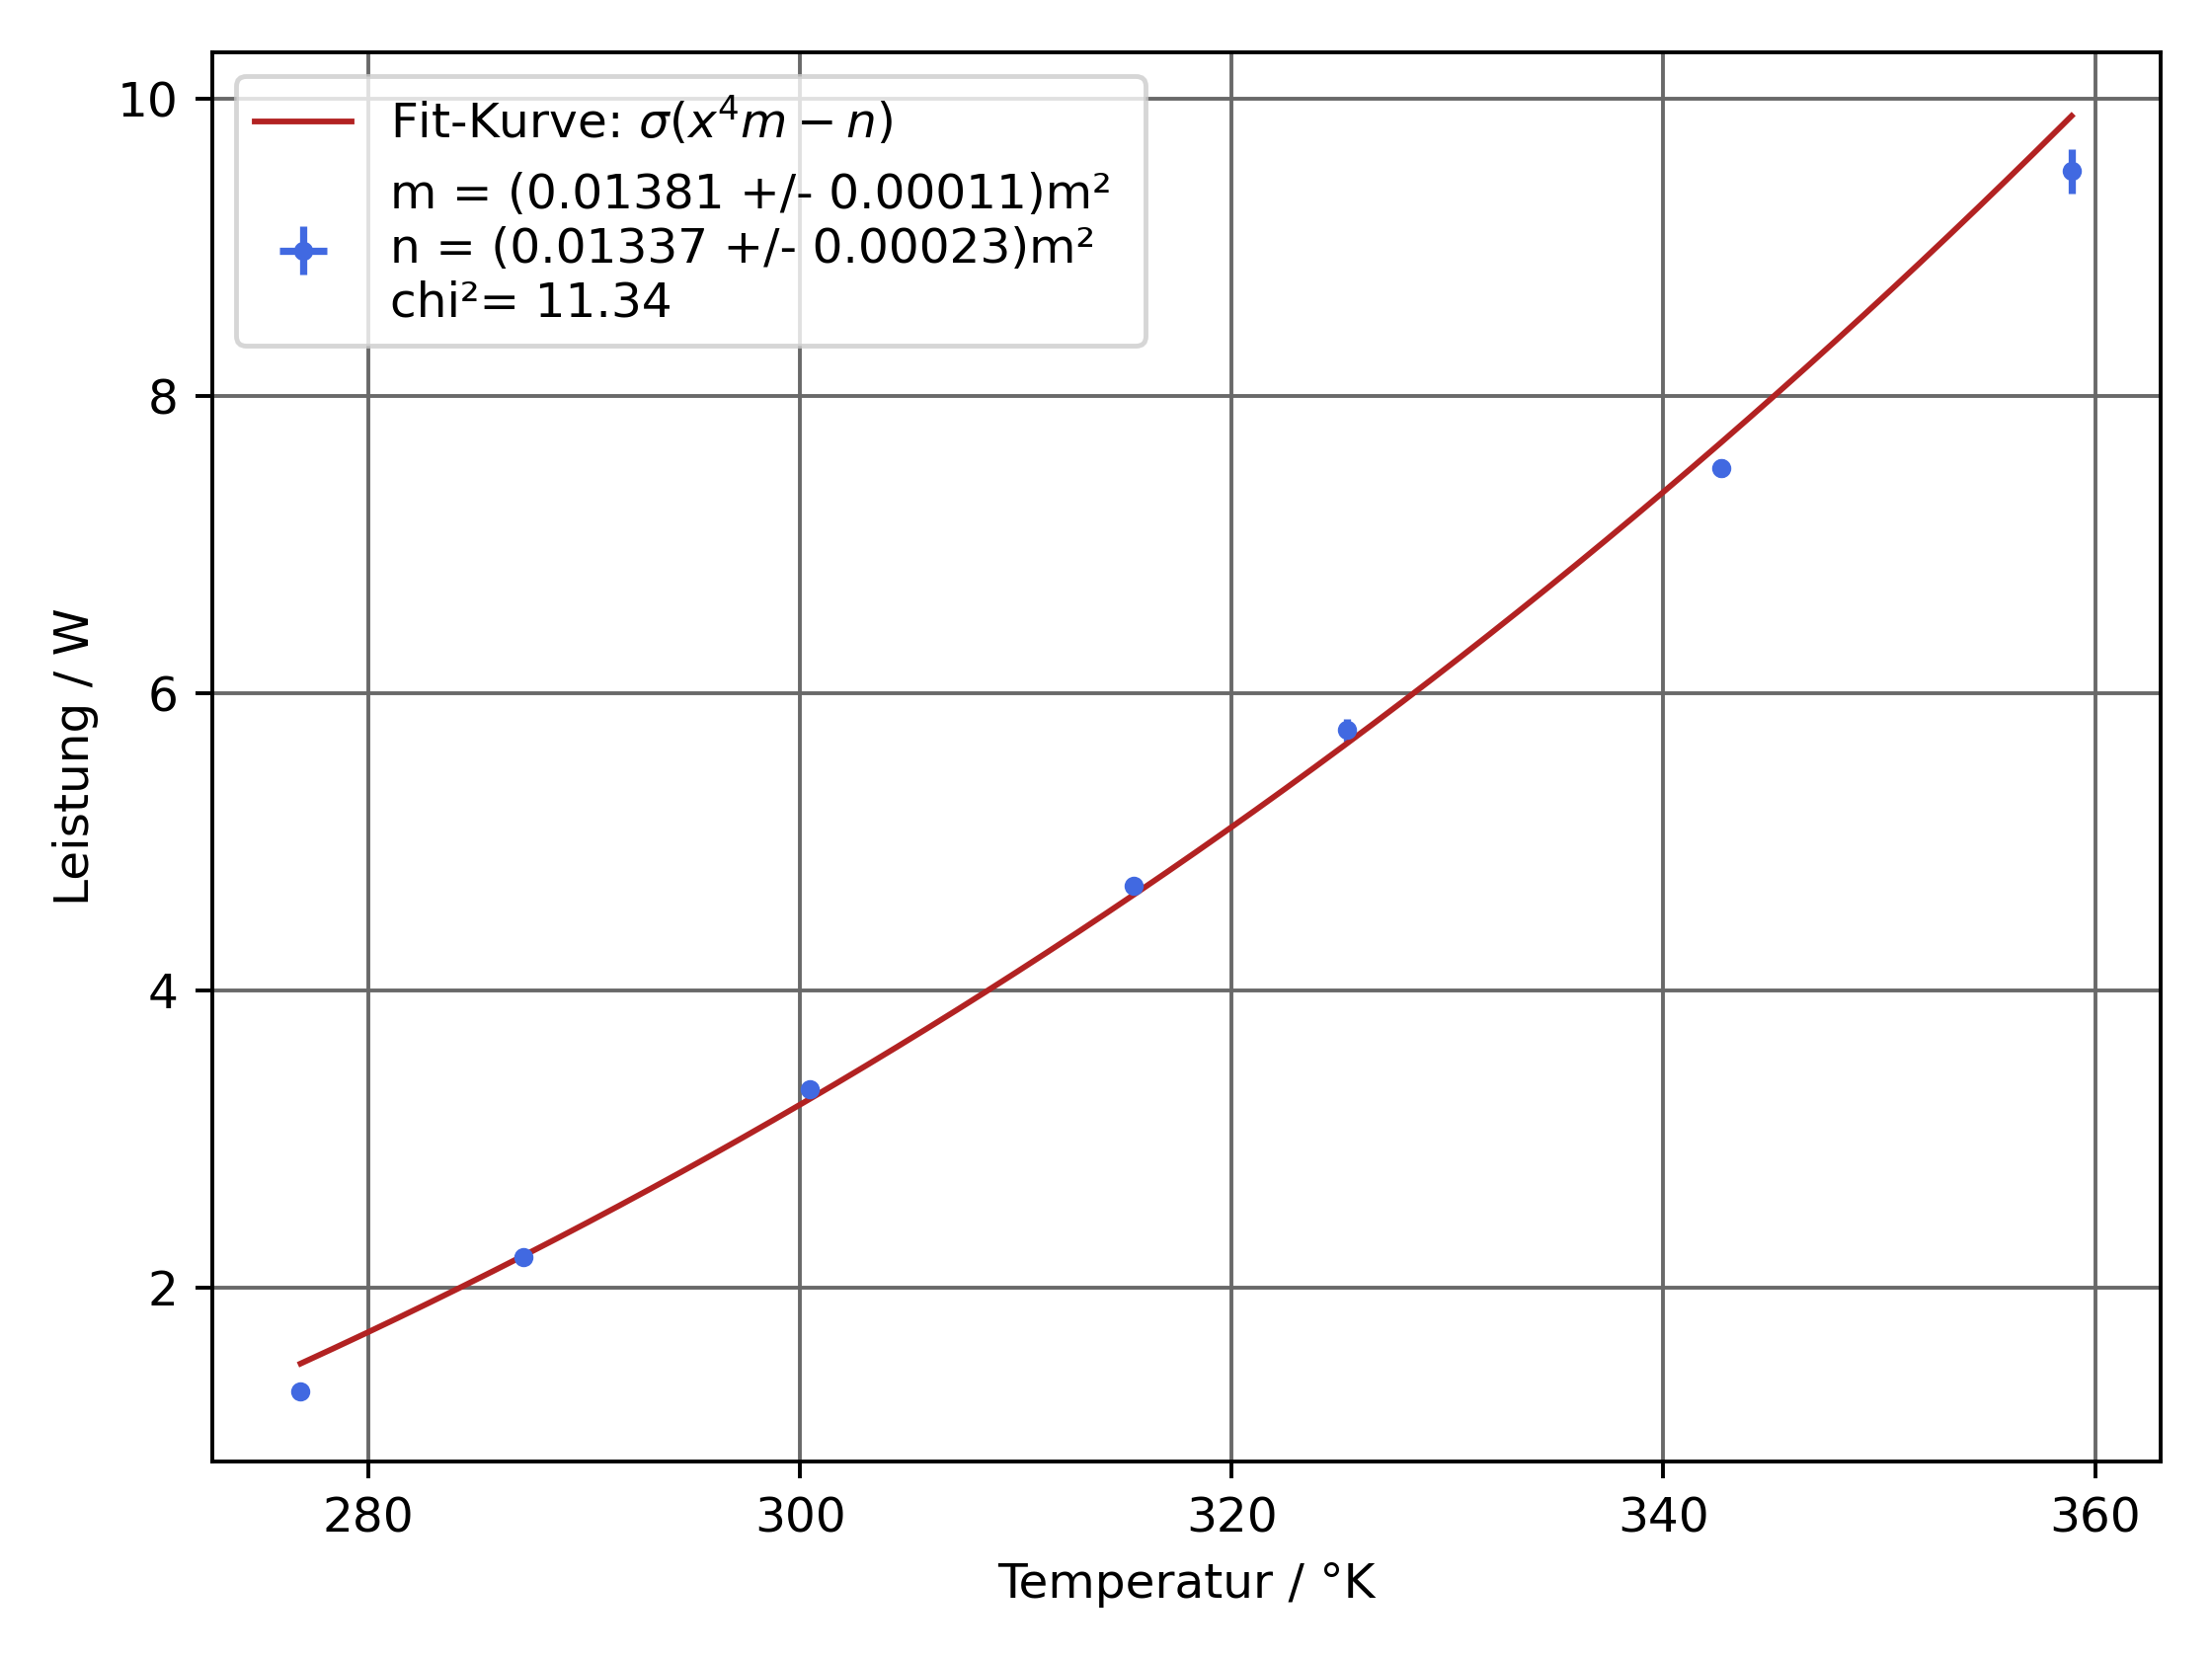 Fit-Kurve: σ(x⁴m − n)
m = (0.01381 +/- 0.00011)m²
n = (0.01337 +/- 0.00023)m²
chi²= 11.34
10
8
6
4
2
Leistung / W
280 300 320 340 360
Temperatur / °K